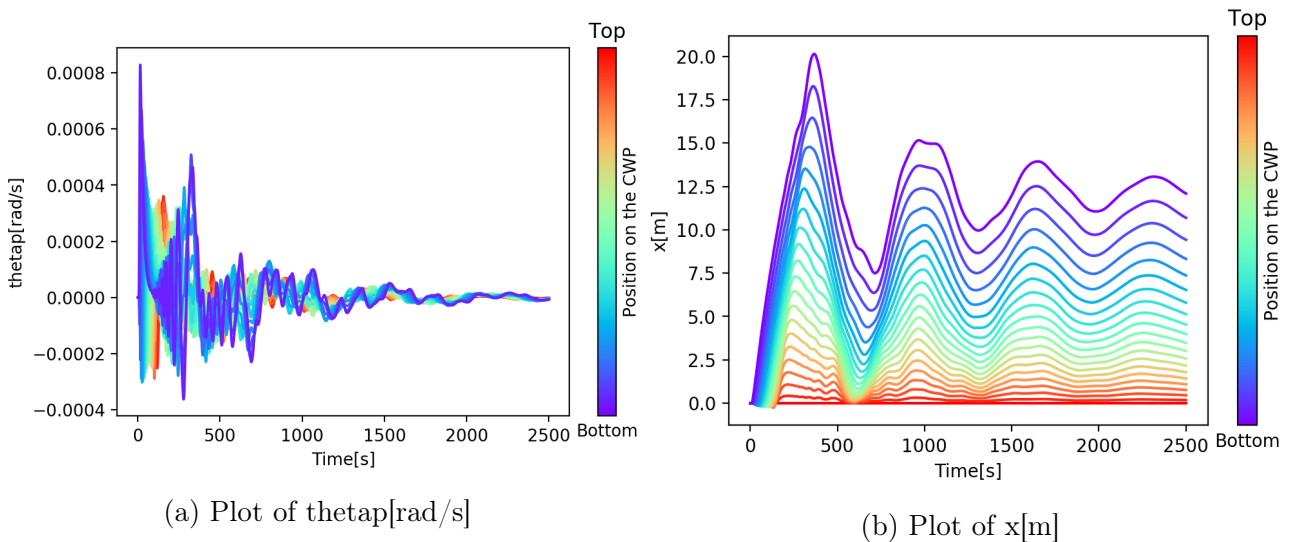 Top
0.0008
0.0006
0.0004
0.0002
0.0000
−0.0002
−0.0004
thetap[rad/s]
0 500 1000 1500 2000 2500
Time[s]
Position on the CWP
Bottom
(a) Plot of thetap[rad/s]
Top
20.0
17.5
15.0
12.5
10.0
7.5
5.0
2.5
0.0
x[m]
0 500 1000 1500 2000 2500
Time[s]
Position on the CWP
Bottom
(b) Plot of x[m]